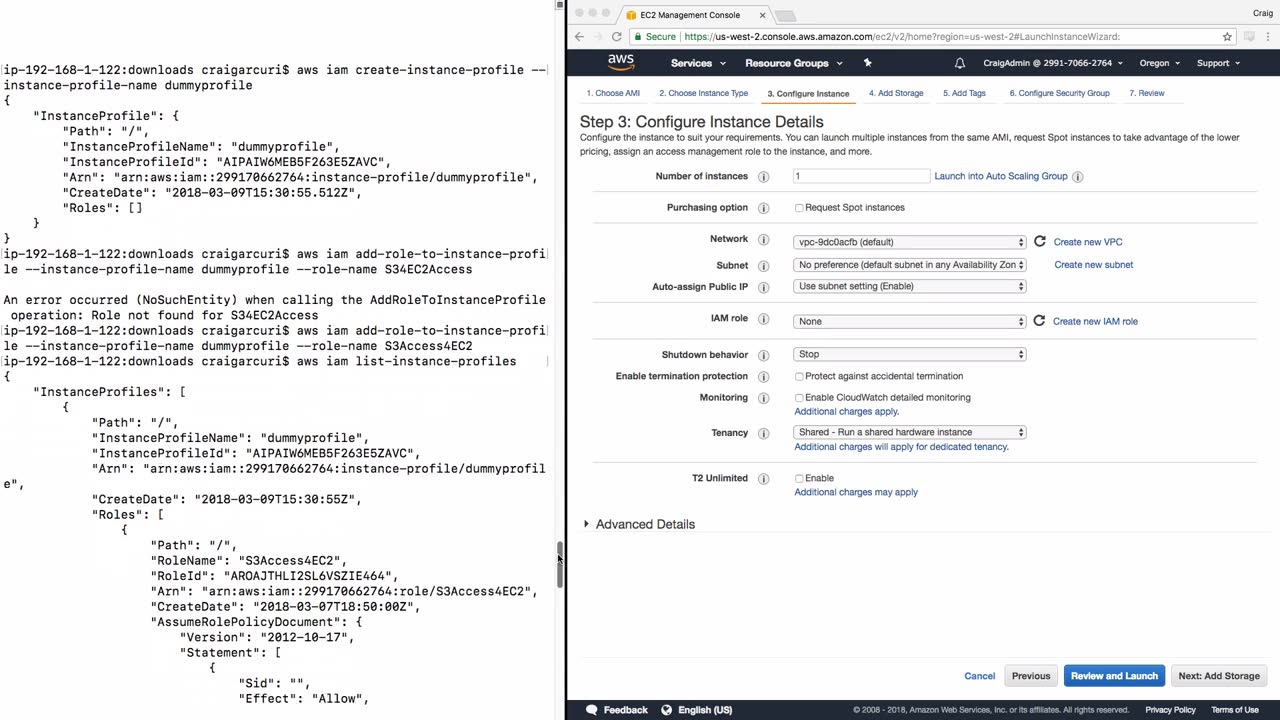 ip-192-168-1-122:downloads craigarcuri$ aws iam create-instance-profile --
instance-profile-name dummyprofile
{
"InstanceProfile": {
"Path": "/",
"InstanceProfileName": "dummyprofile",
"InstanceProfileId": "AIPAIW6MEB5F263E5ZAVC",
"Arn": "arn:aws:iam::299170662764:instance-profile/dummyprofile",
"CreateDate": "2018-03-09T15:30:55.512Z",
"Roles": []
}
}
ip-192-168-1-122:downloads craigarcuri$ aws iam add-role-to-instance-profi
le --instance-profile-name dummyprofile --role-name S34EC2Access
An error occurred (NoSuchEntity) when calling the AddRoleToInstanceProfile
operation: Role not found for S34EC2Access
ip-192-168-1-122:downloads craigarcuri$ aws iam add-role-to-instance-profi
le --instance-profile-name dummyprofile --role-name S3Access4EC2
ip-192-168-1-122:downloads craigarcuri$ aws iam list-instance-profiles
{
"InstanceProfiles": [
{
"Path": "/",
"InstanceProfileName": "dummyprofile",
"InstanceProfileId": "AIPAIW6MEB5F263E5ZAVC",
"Arn": "arn:aws:iam::299170662764:instance-profile/dummyprofil
e",
"CreateDate": "2018-03-09T15:30:55Z",
"Roles": [
{
"Path": "/",
"RoleName": "S3Access4EC2",
"RoleId": "AROAJTHLI2SL6VSZIE464",
"Arn": "arn:aws:iam::299170662764:role/S3Access4EC2",
"CreateDate": "2018-03-07T18:50:00Z",
"AssumeRolePolicyDocument": {
"Version": "2012-10-17",
"Statement": [
{
"Sid": "",
"Effect": "Allow",
EC2 Management Console
Craig
Secure https://us-west-2.console.aws.amazon.com/ec2/v2/home?region=us-west-2#LaunchInstanceWizard:
aws Services Resource Groups CraigAdmin @ 2991-7066-2764 Oregon Support
1. Choose AMI 2. Choose Instance Type 3. Configure Instance 4. Add Storage 5. Add Tags 6. Configure Security Group 7. Review
Step 3: Configure Instance Details
Configure the instance to suit your requirements. You can launch multiple instances from the same AMI, request Spot instances to take advantage of the lower
pricing, assign an access management role to the instance, and more.
Number of instances 1 Launch into Auto Scaling Group
Purchasing option Request Spot instances
Network vpc-9dc0acfb (default) Create new VPC
Subnet No preference (default subnet in any Availability Zon Create new subnet
Auto-assign Public IP Use subnet setting (Enable)
IAM role None Create new IAM role
Shutdown behavior Stop
Enable termination protection Protect against accidental termination
Monitoring Enable CloudWatch detailed monitoring
Additional charges apply.
Tenancy Shared - Run a shared hardware instance
Additional charges will apply for dedicated tenancy.
T2 Unlimited Enable
Additional charges may apply
Advanced Details
Cancel Previous Review and Launch Next: Add Storage
Feedback English (US) © 2008 - 2018, Amazon Web Services, Inc. or its affiliates. All rights reserved. Privacy Policy Terms of Use